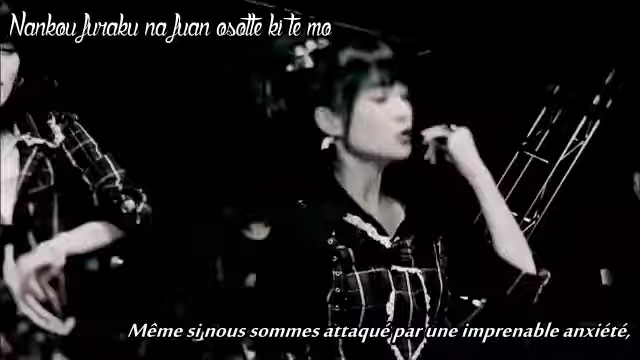 Nankou furaku na fuan osotte ki te mo
Même si nous sommes attaqué par une imprenable anxiété,